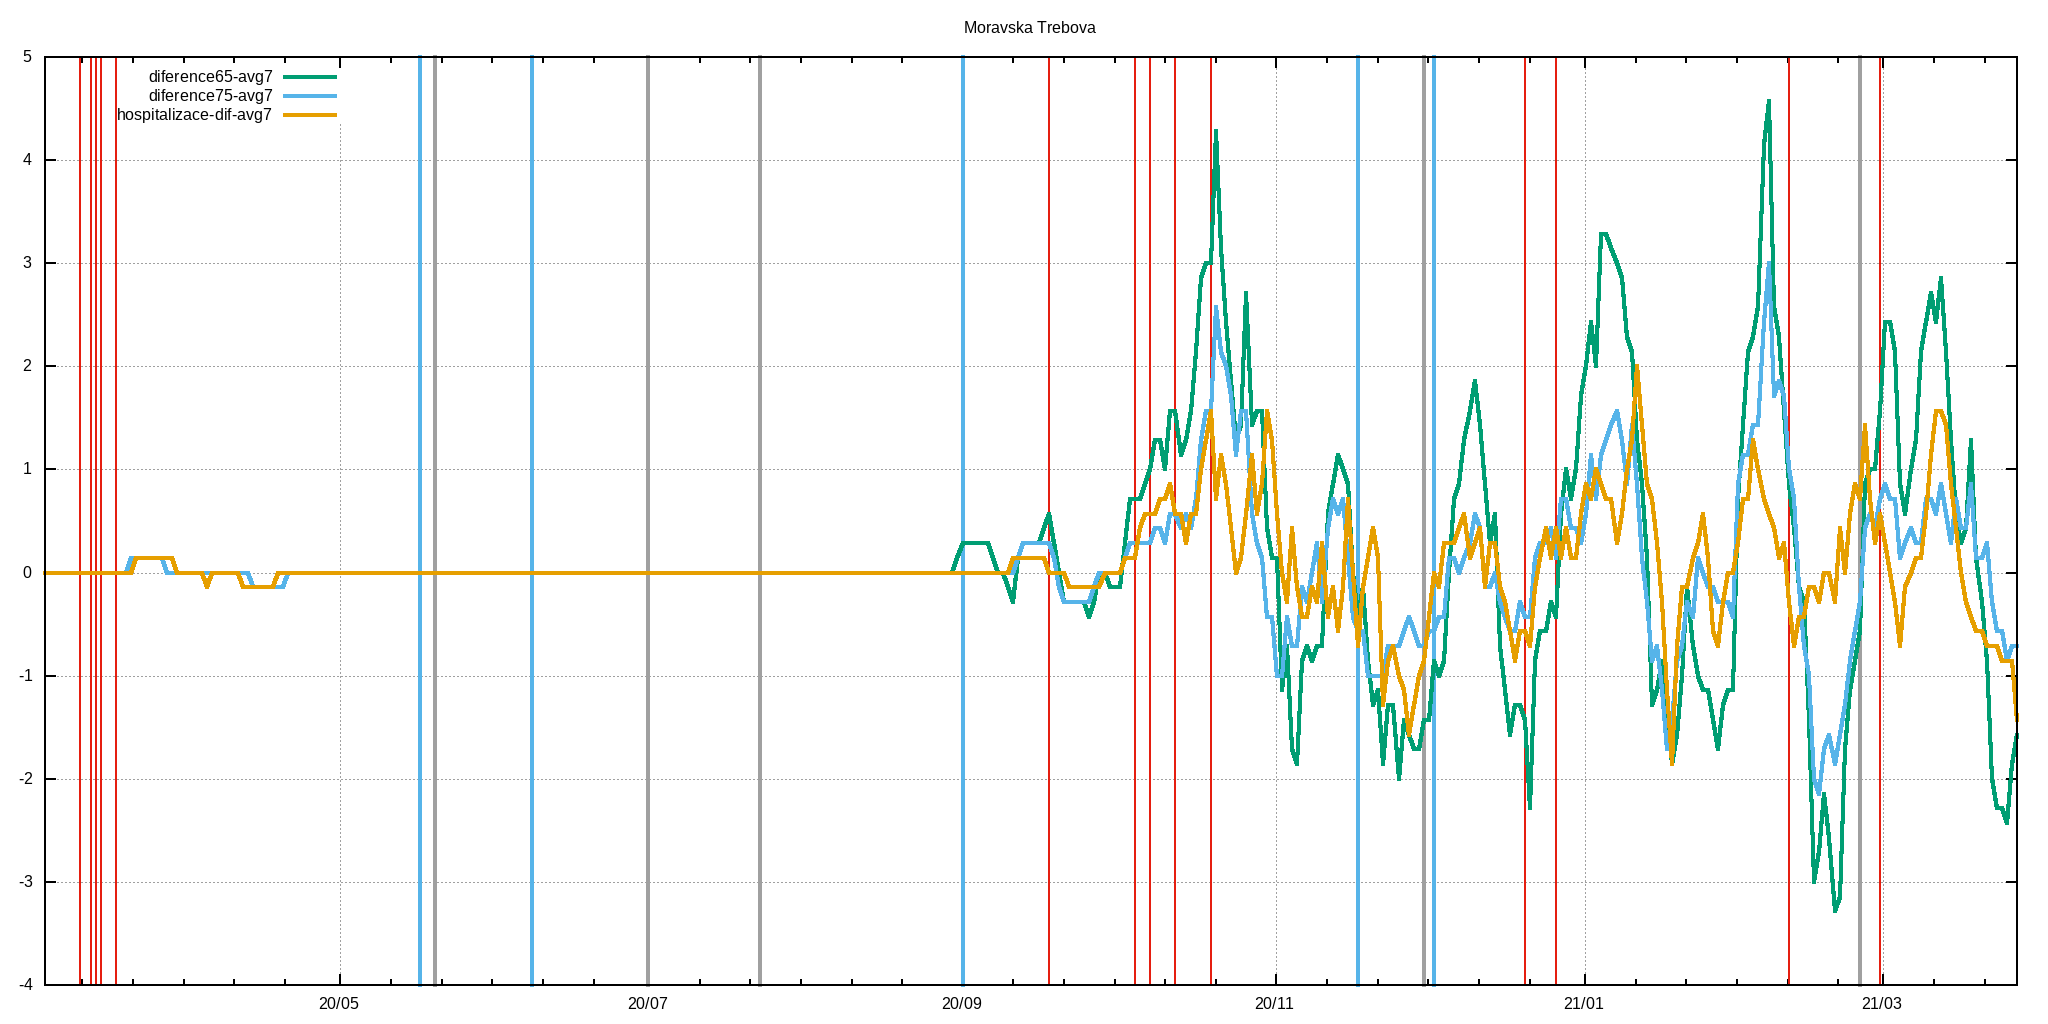 Moravska Trebova
5
diference65-avg7
diference75-avg7
hospitalizace-dif-avg7
4
3
2
1
0
-1
-2
-3
-4
20/05 20/07 20/09 20/11 21/01 21/03